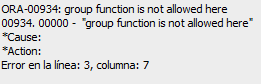 ORA-00934: group function is not allowed here
00934. 00000 -  "group function is not allowed here"
*Cause:
*Action:
Error en la línea: 3, columna: 7